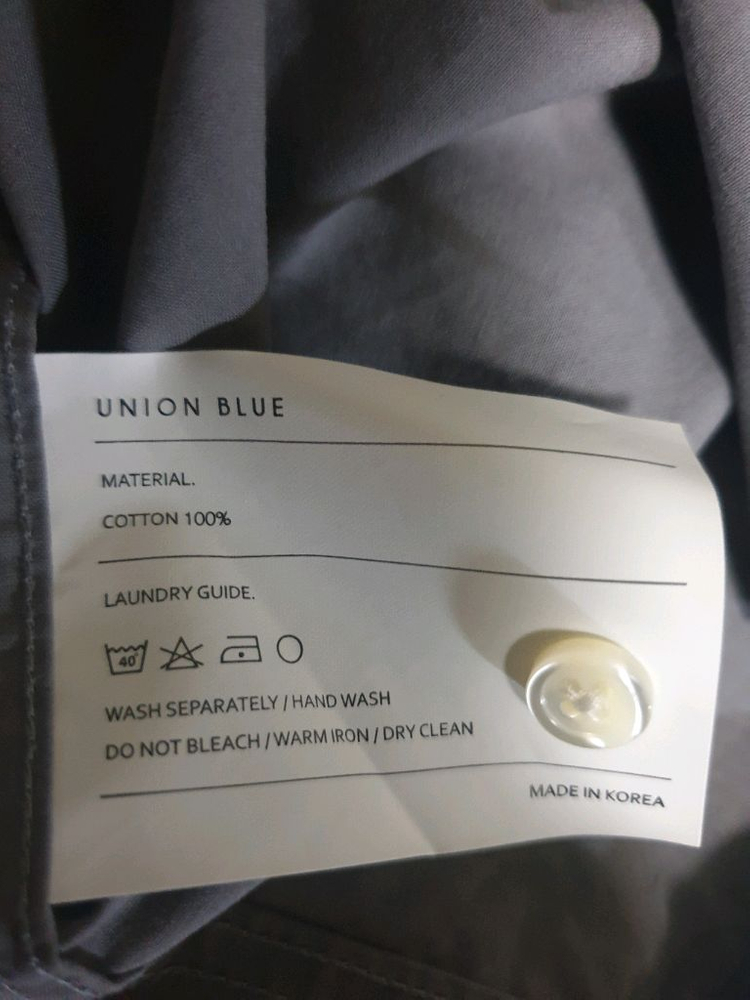 UNION BLUE
MATERIAL.
COTTON 100%
LAUNDRY GUIDE.
40°
WASH SEPARATELY / HAND WASH
DO NOT BLEACH / WARM IRON / DRY CLEAN
MADE IN KOREA